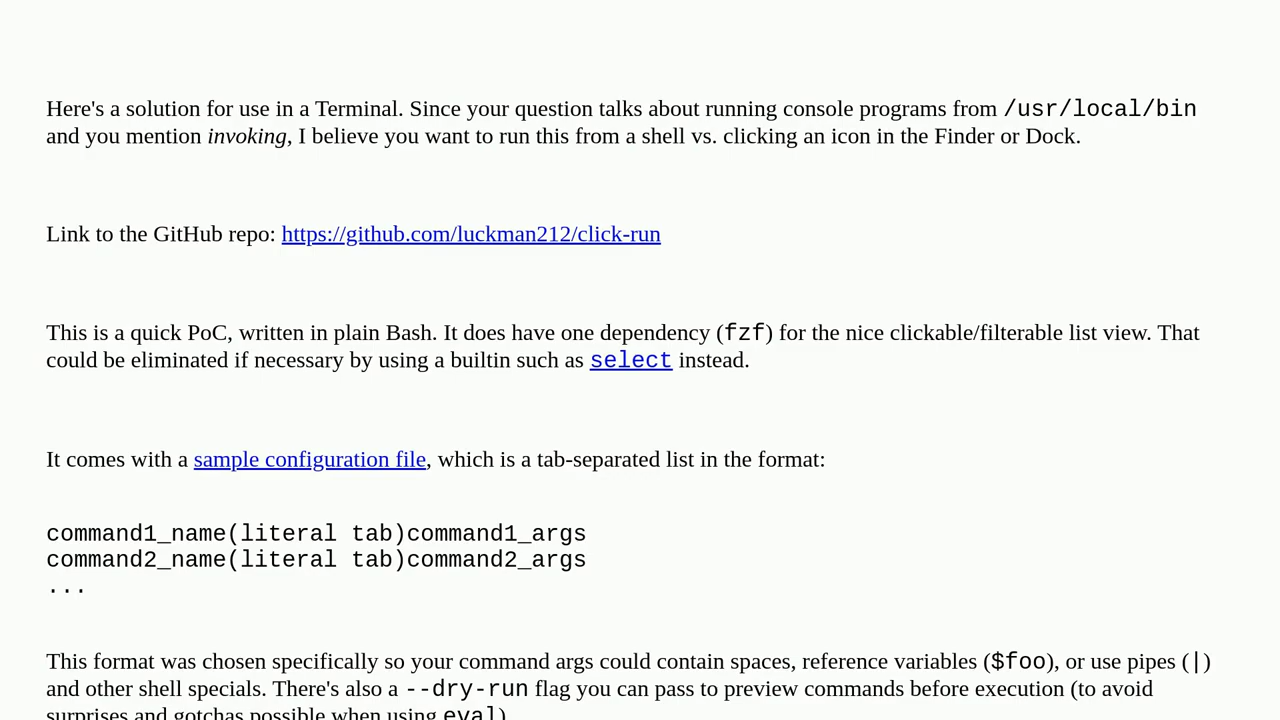 Here's a solution for use in a Terminal. Since your question talks about running console programs from /usr/local/bin
and you mention invoking, I believe you want to run this from a shell vs. clicking an icon in the Finder or Dock.
Link to the GitHub repo: https://github.com/luckman212/click-run
This is a quick PoC, written in plain Bash. It does have one dependency (fzf) for the nice clickable/filterable list view. That
could be eliminated if necessary by using a builtin such as select instead.
It comes with a sample configuration file, which is a tab-separated list in the format:
command1_name(literal tab)command1_args
command2_name(literal tab)command2_args
...
This format was chosen specifically so your command args could contain spaces, reference variables ($foo), or use pipes (|)
and other shell specials. There's also a --dry-run flag you can pass to preview commands before execution (to avoid
surprises and gotchas possible when using eval).